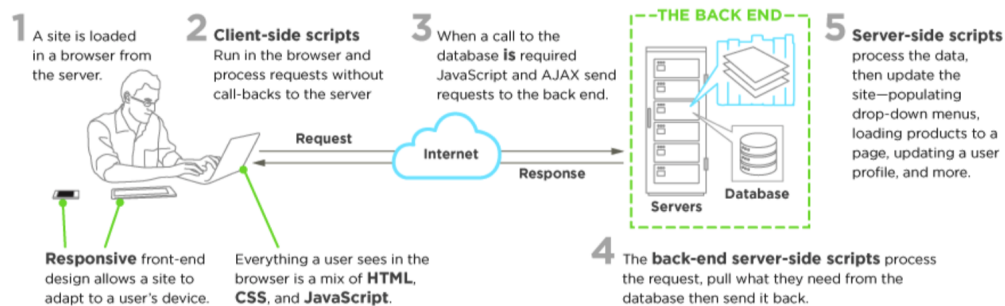 1
A site is loaded
in a browser from
the server.
2
Client-side scripts
Run in the browser and
process requests without
call-backs to the server
3
When a call to the
database is required
JavaScript and AJAX send
requests to the back end.
THE BACK END
5
Server-side scripts
process the data,
then update the
site—populating
drop-down menus,
loading products to a
page, updating a user
profile, and more.
Request
Internet
Response
Servers
Database
Responsive front-end
design allows a site to
adapt to a user's device.
Everything a user sees in the
browser is a mix of HTML,
CSS, and JavaScript.
4
The back-end server-side scripts process
the request, pull what they need from the
database then send it back.